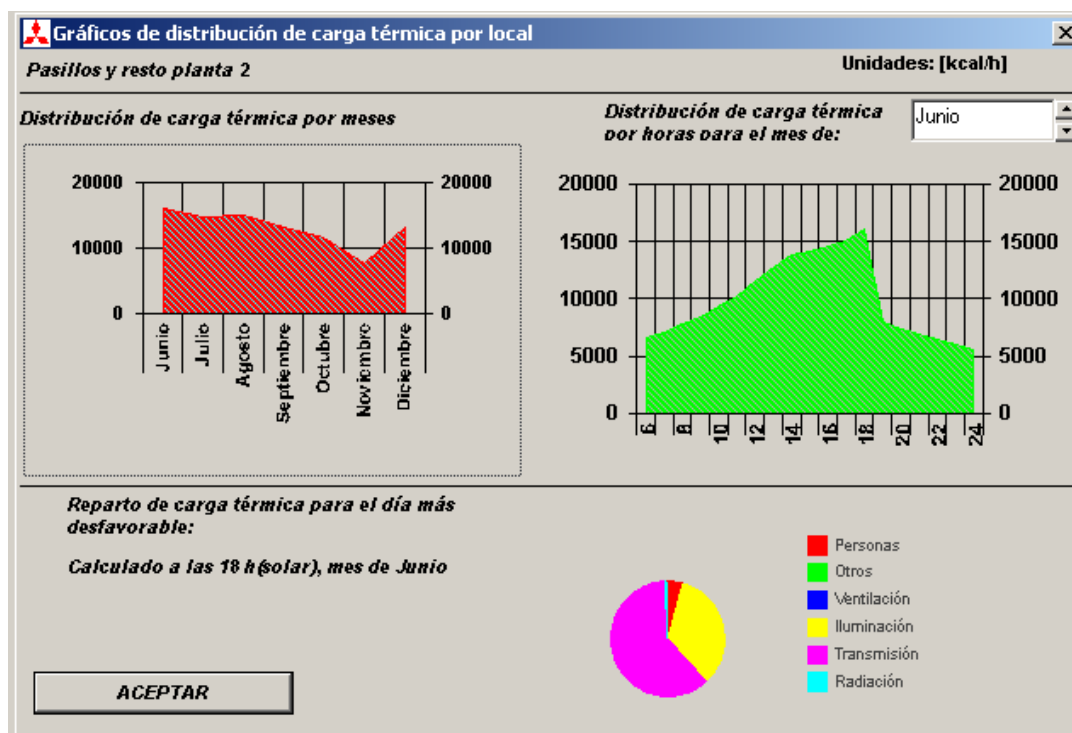 Gráficos de distribución de carga térmica por local
Pasillos y resto planta 2
Unidades: [kcal/h]
Distribución de carga térmica por meses
20000
10000
0
20000
10000
0
Junio
Julio
Agosto
Septiembre
Octubre
Noviembre
Diciembre
Distribución de carga térmica
por horas para el mes de:
Junio
20000
15000
10000
5000
0
20000
15000
10000
5000
0
6
8
10
12
14
16
18
20
22
24
Reparto de carga térmica para el día más
desfavorable:
Calculado a las 18 h(solar), mes de Junio
Personas
Otros
Ventilación
Iluminación
Transmisión
Radiación
ACEPTAR